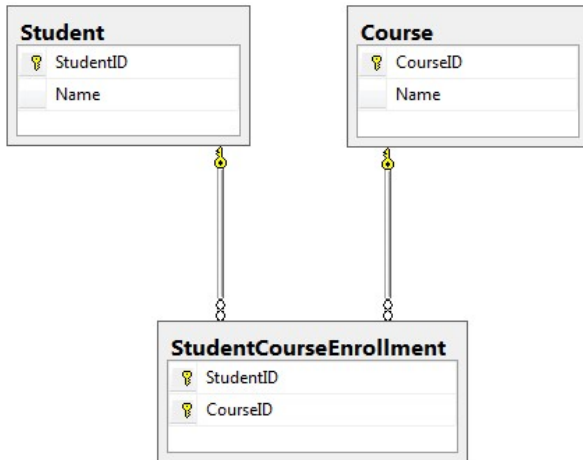 Student
StudentID
Name
Course
CourseID
Name
StudentCourseEnrollment
StudentID
CourseID